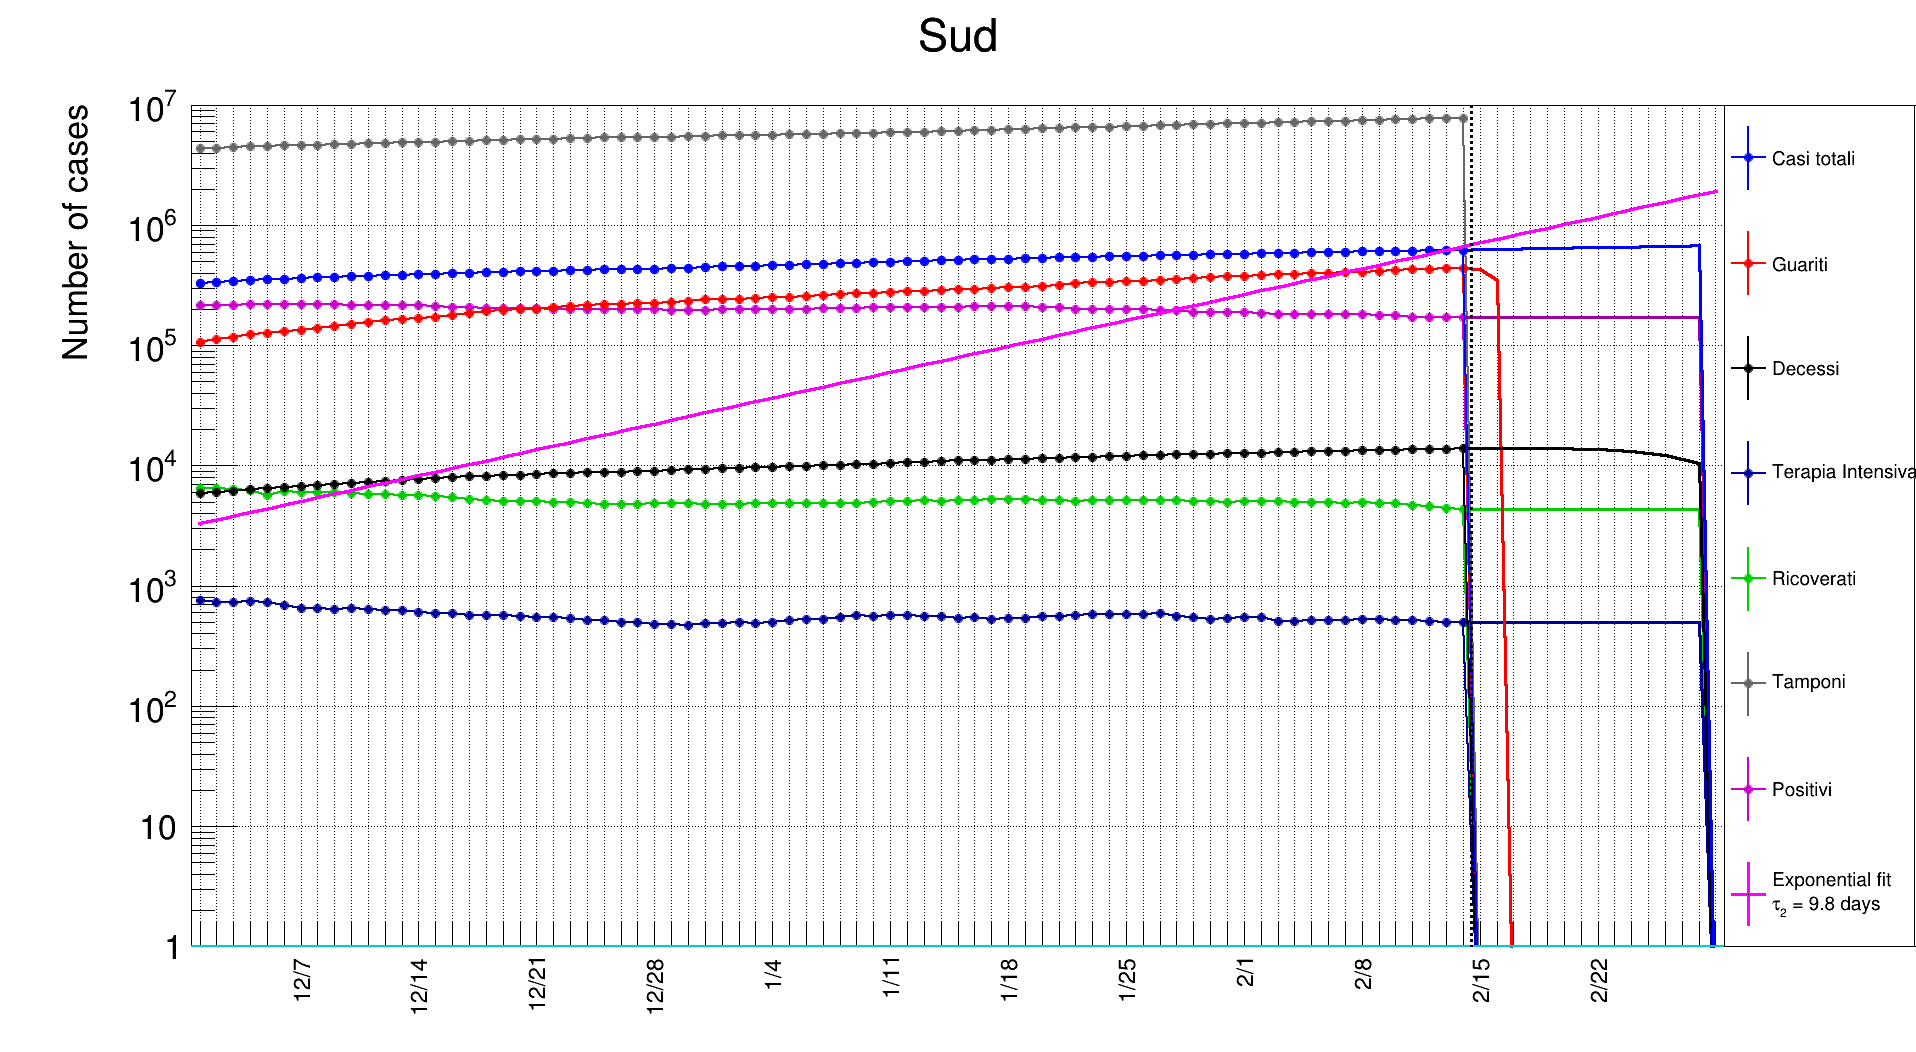 Sud
Number of cases
10^7
10^6
10^5
10^4
10^3
10^2
10
1
12/7
12/14
12/21
12/28
1/4
1/11
1/18
1/25
2/1
2/8
2/15
2/22
Casi totali
Guariti
Decessi
Terapia Intensiva
Ricoverati
Tamponi
Positivi
Exponential fit
τ_2 = 9.8 days